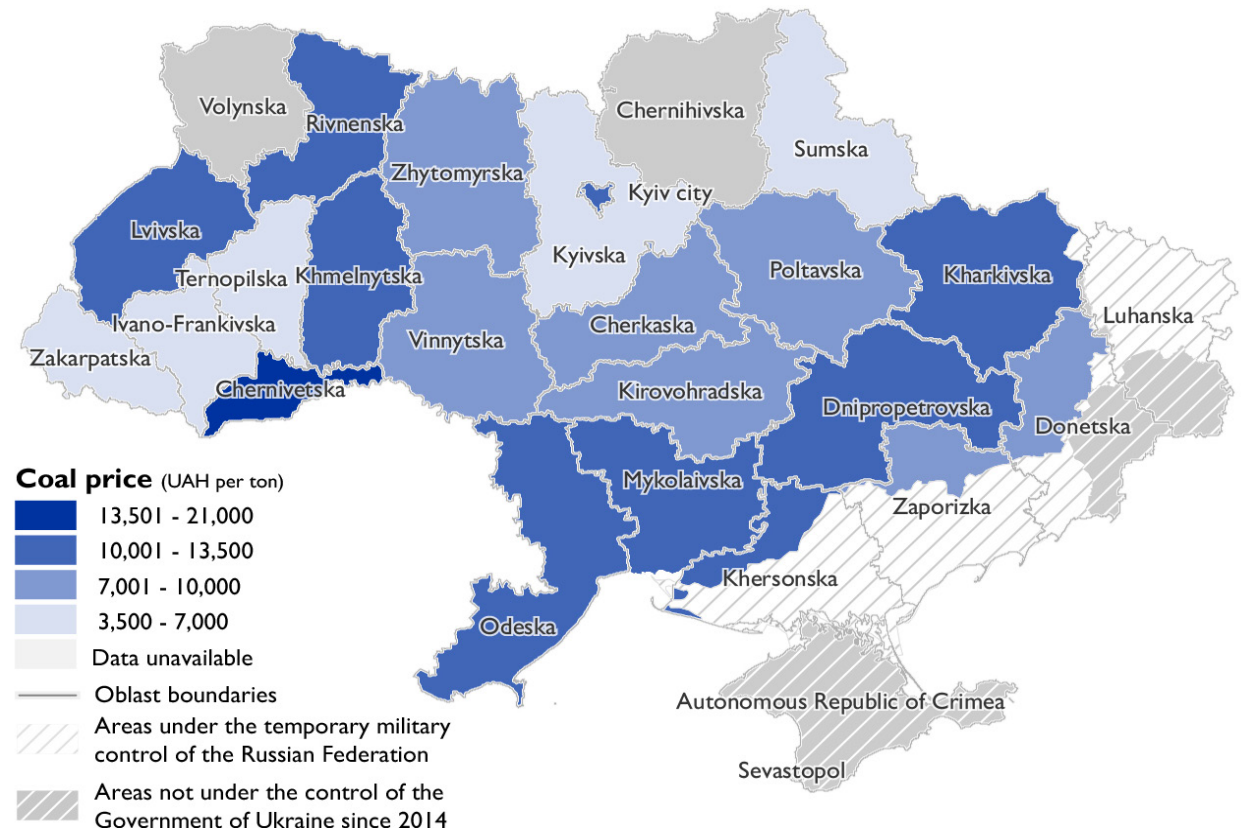 Volynska
Rivnenska
Chernihivska
Zhytomyrska
Sumska
Kyiv city
Lvivska
Ternopilska
Khmelnytska
Kyivska
Poltavska
Kharkivska
Ivano-Frankivska
Zakarpatska
Vinnytska
Cherkaska
Luhanska
Chernivetska
Kirovohradska
Dnipropetrovska
Donetska
Mykolaivska
Zaporizka
Khersonska
Odeska
Autonomous Republic of Crimea
Sevastopol
Coal price (UAH per ton)
13,501 - 21,000
10,001 - 13,500
7,001 - 10,000
3,500 - 7,000
Data unavailable
Oblast boundaries
Areas under the temporary military
control of the Russian Federation
Areas not under the control of the
Government of Ukraine since 2014